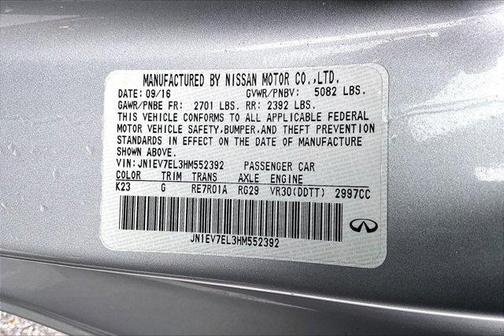 MANUFACTURED BY NISSAN MOTOR CO.,LTD.
DATE: 09/16 GVWR/PNBV: 5082 LBS.
GAWR/PNBE FR: 2701 LBS. RR: 2392 LBS.
THIS VEHICLE CONFORMS TO ALL APPLICABLE FEDERAL
MOTOR VEHICLE SAFETY,BUMPER,AND THEFT PREVENTION
STANDARDS IN EFFECT ON THE DATE OF MANUFACTURE
SHOWN ABOVE.
VIN: JN1EV7EL3HM552392 PASSENGER CAR
COLOR TRIM TRANS AXLE ENGINE
K23 G RE7R01A RG29 VR30(DDTT) 2997CC
JN1EV7EL3HM552392